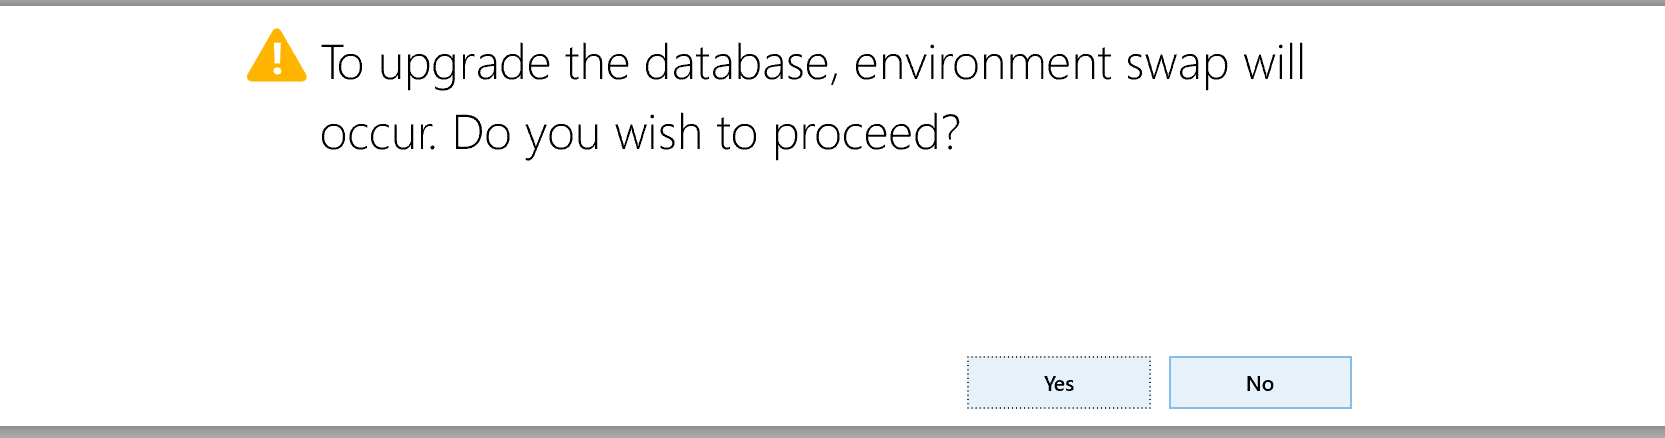 To upgrade the database, environment swap will
occur. Do you wish to proceed?
Yes
No